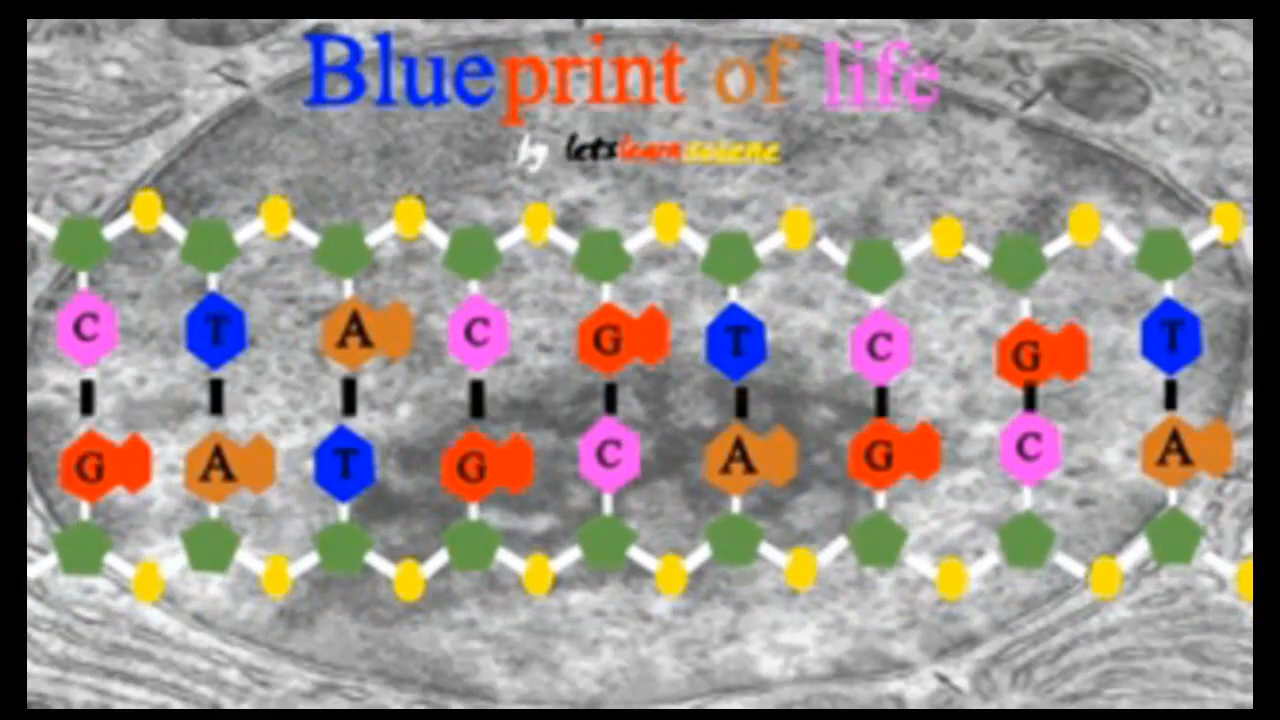 Blueprint of life
by letslearnscience
C T A C G T C G T
G A T G C A G C A